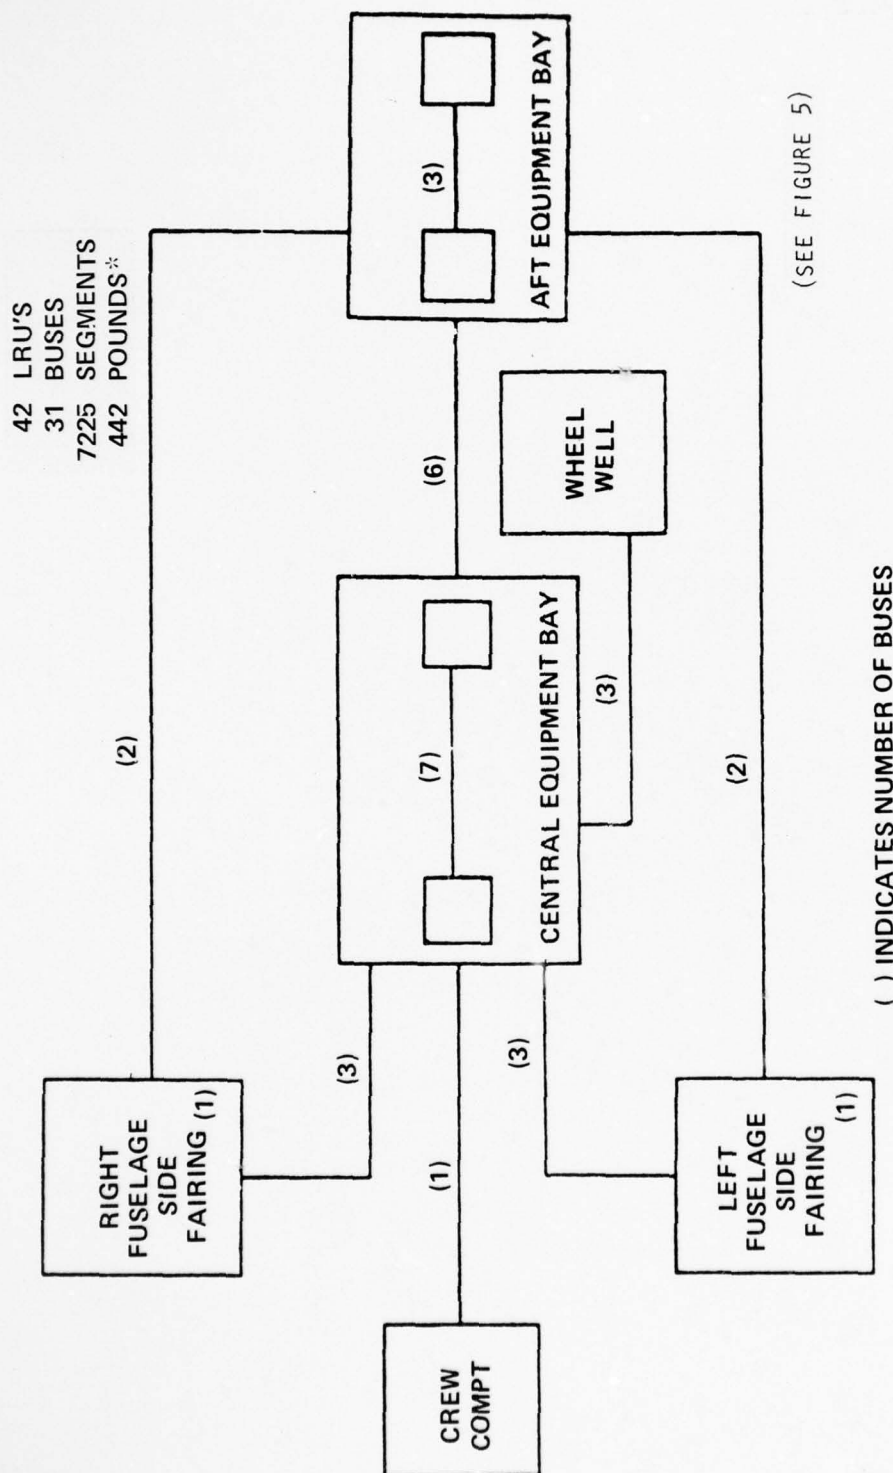 42 LRU'S
31 BUSES
7225 SEGMENTS
442 POUNDS*
RIGHT
FUSELAGE
SIDE
FAIRING (1)
(2)
(3)
CREW
COMPT
(1)
(7)
CENTRAL EQUIPMENT BAY
(6)
(3)
AFT EQUIPMENT BAY
WHEEL
WELL
(3)
(3)
LEFT
FUSELAGE
SIDE
FAIRING
(1)
(2)
(SEE FIGURE 5)
( ) INDICATES NUMBER OF BUSES